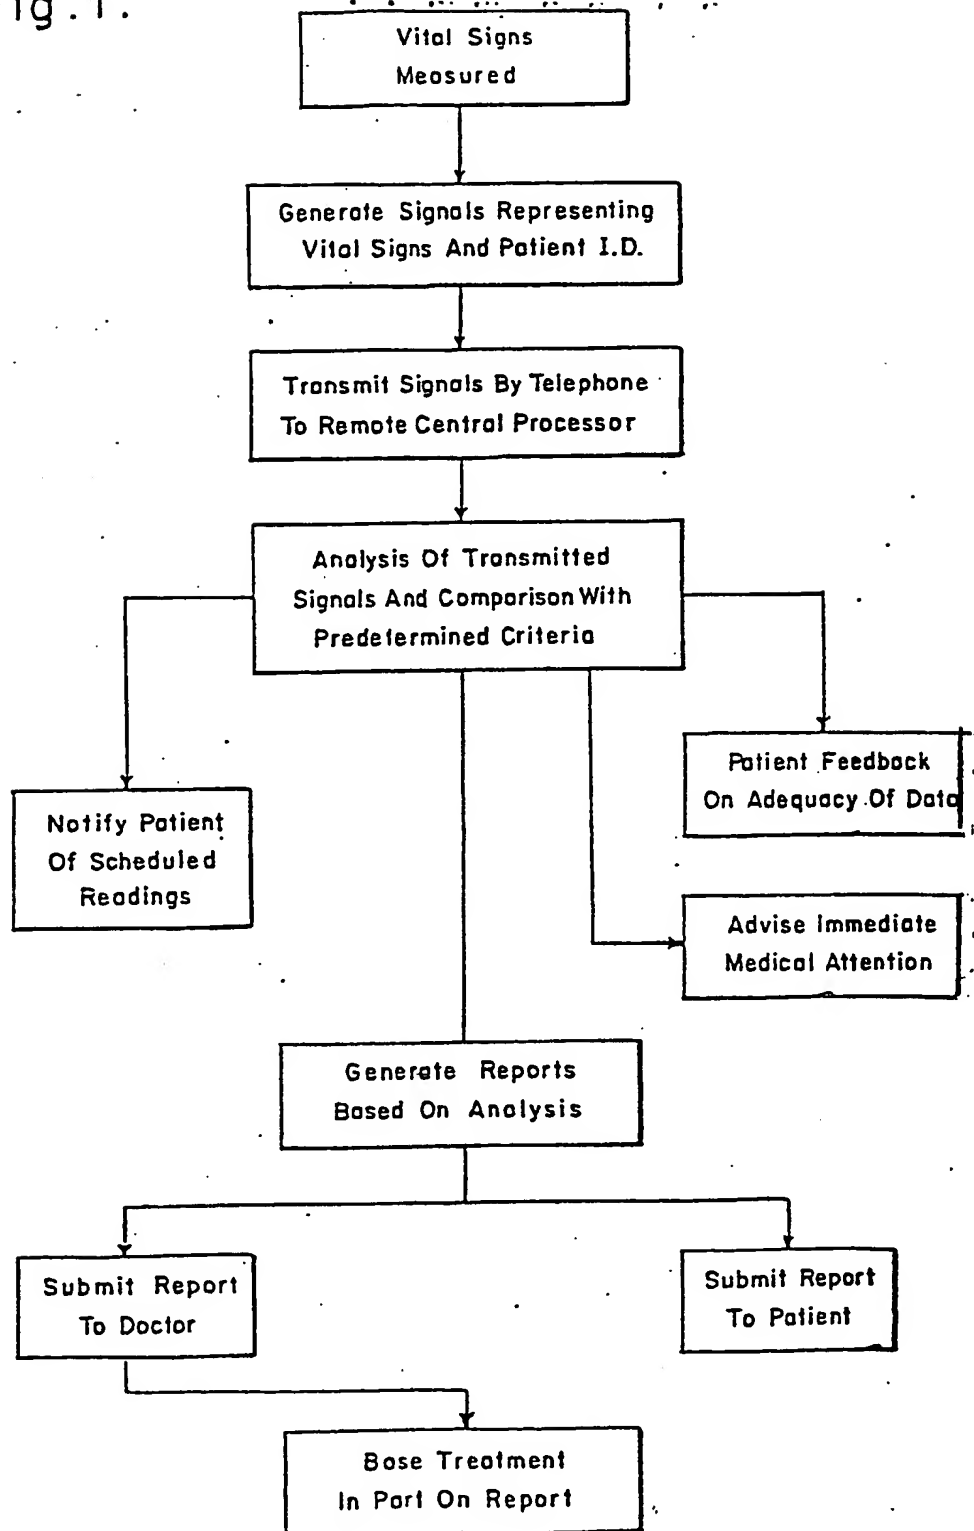 ig.1.
Vital Signs
Measured
Generate Signals Representing
Vital Signs And Patient I.D.
Transmit Signals By Telephone
To Remote Central Processor
Analysis Of Transmitted
Signals And Comparison With
Predetermined Criteria
Patient Feedback
On Adequacy Of Data
Notify Patient
Of Scheduled
Readings
Advise Immediate
Medical Attention
Generate Reports
Based On Analysis
Submit Report
To Doctor
Submit Report
To Patient
Base Treatment
In Part On Report